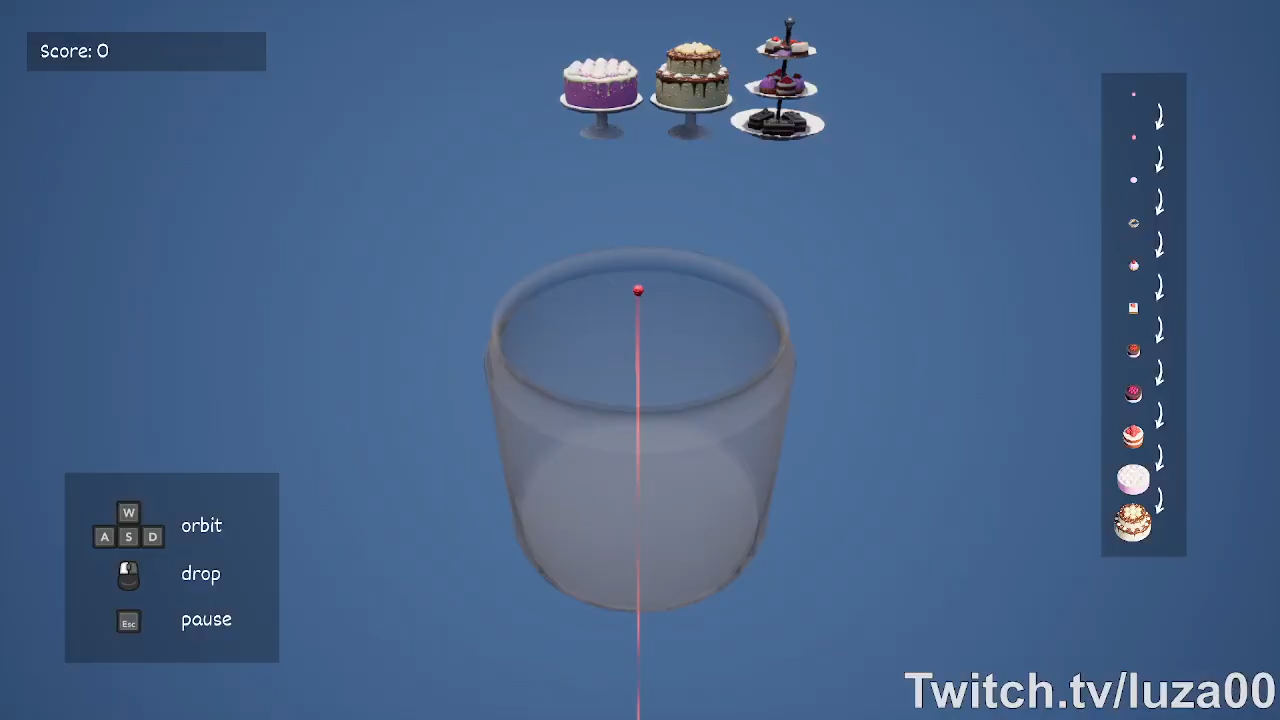 Score: 0
W
A S D
orbit
drop
Esc
pause
Twitch.tv/luza00